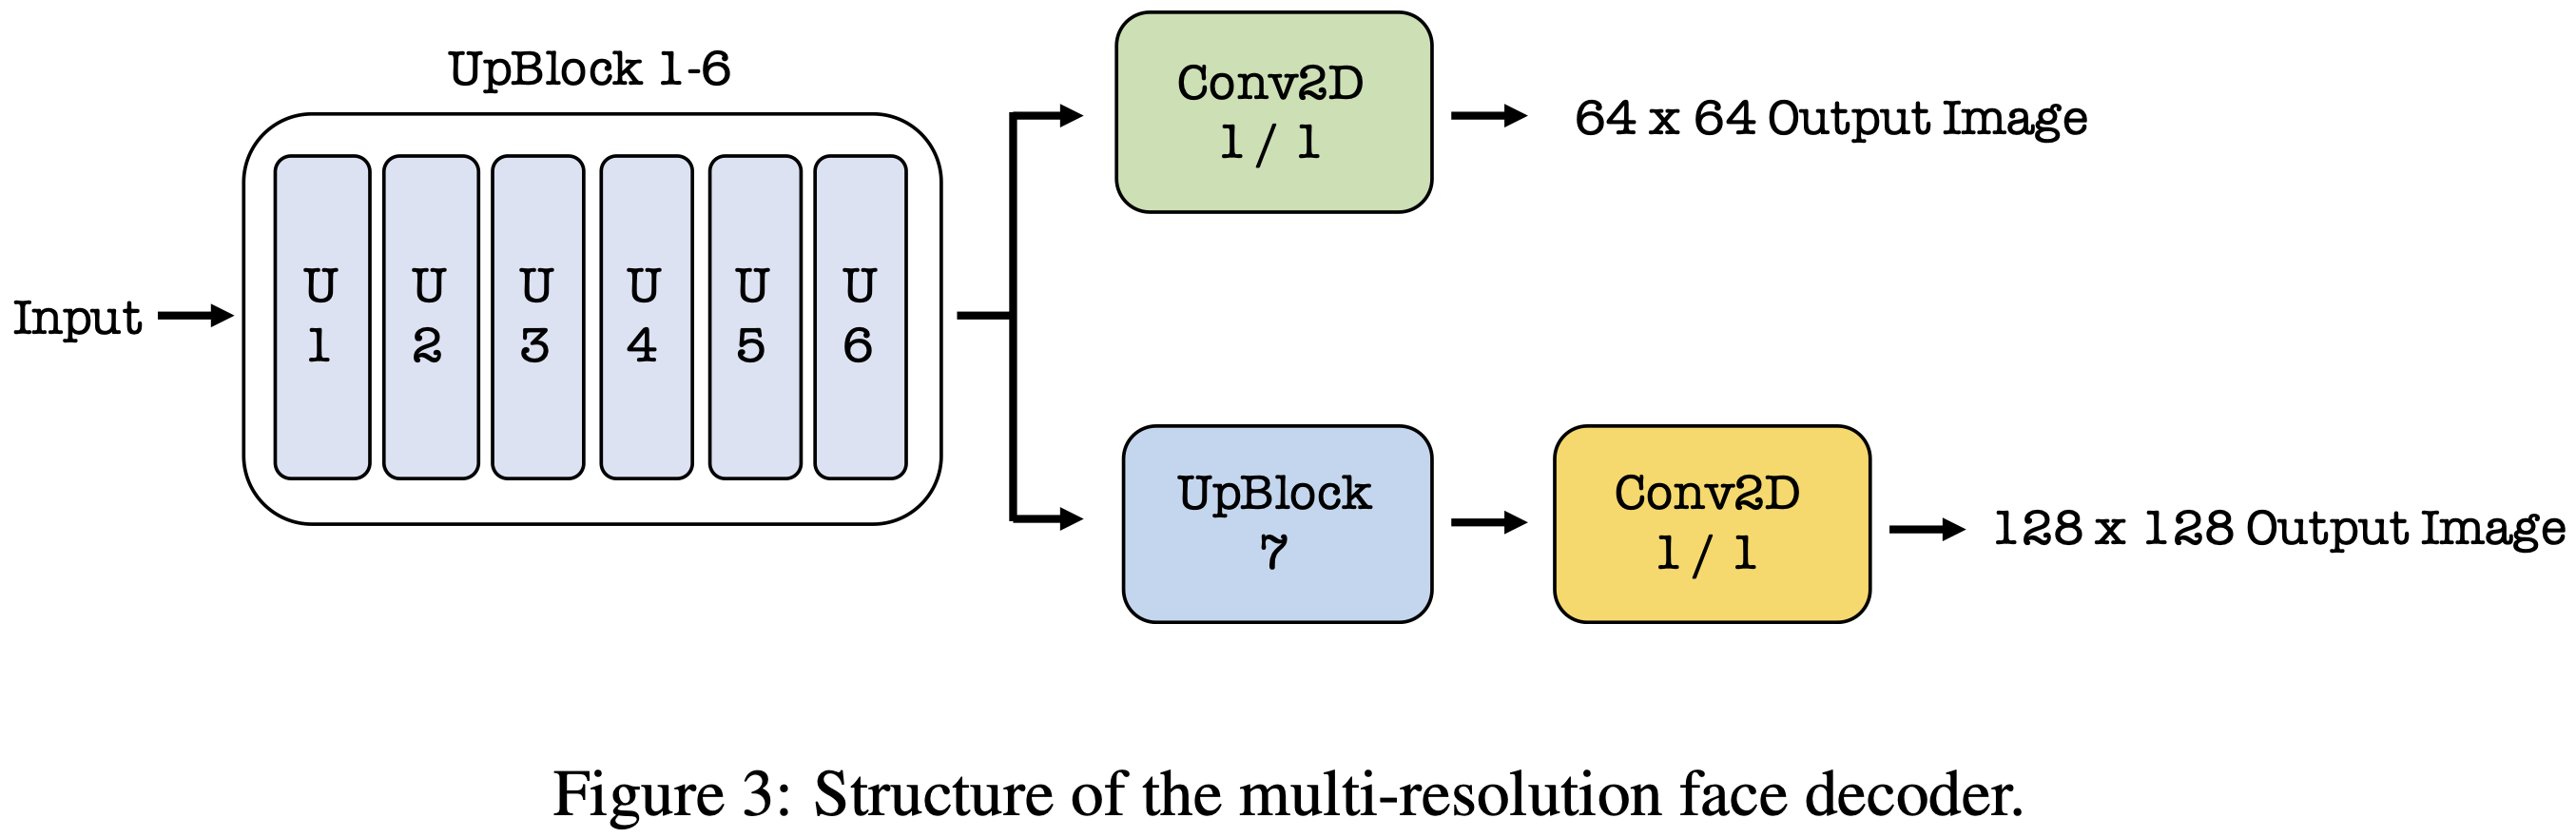 UpBlock 1-6
Input
U
1
U
2
U
3
U
4
U
5
U
6
Conv2D
1 / 1
64 x 64 Output Image
UpBlock
7
Conv2D
1 / 1
128 x 128 Output Image
Figure 3: Structure of the multi-resolution face decoder.